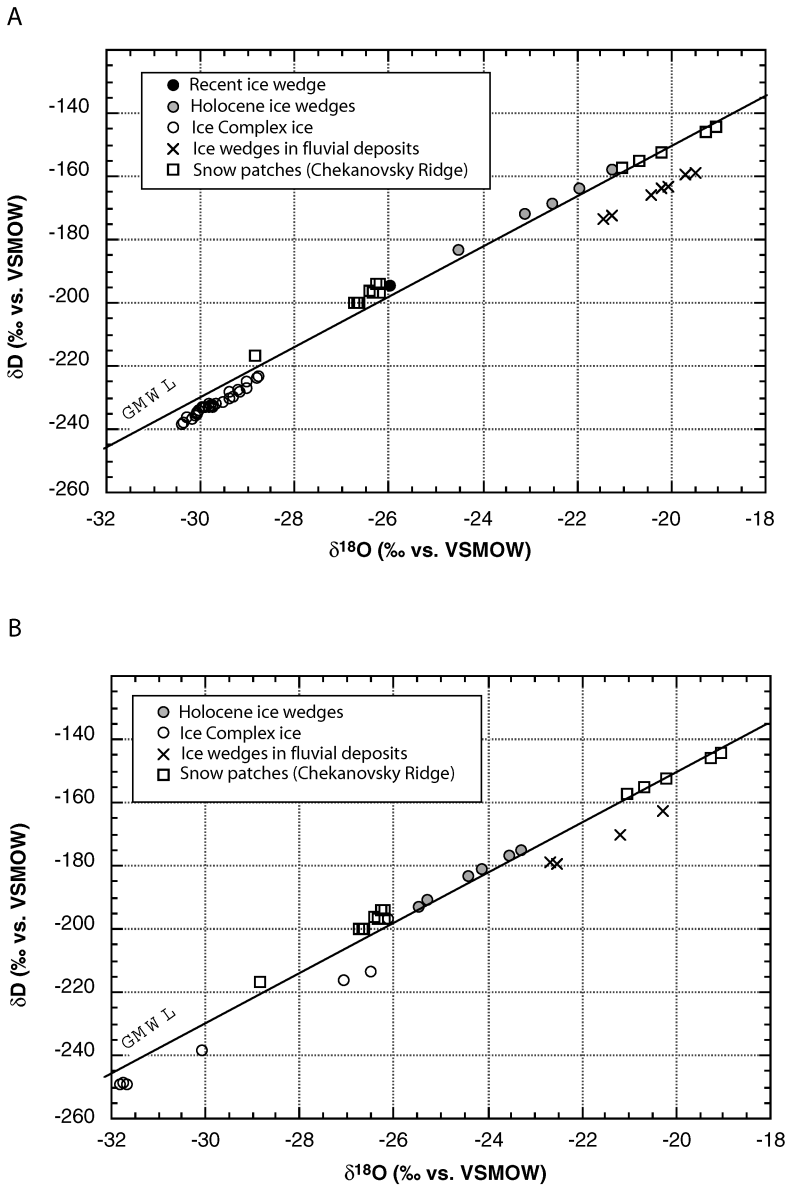 A
Recent ice wedge
Holocene ice wedges
Ice Complex ice
Ice wedges in fluvial deposits
Snow patches (Chekanovsky Ridge)
-140
-160
-180
-200
-220
-240
-260
δD (‰ vs. VSMOW)
GMWL
-32 -30 -28 -26 -24 -22 -20 -18
δ18O (‰ vs. VSMOW)
B
Holocene ice wedges
Ice Complex ice
Ice wedges in fluvial deposits
Snow patches (Chekanovsky Ridge)
-140
-160
-180
-200
-220
-240
-260
δD (‰ vs. VSMOW)
GMWL
-32 -30 -28 -26 -24 -22 -20 -18
δ18O (‰ vs. VSMOW)